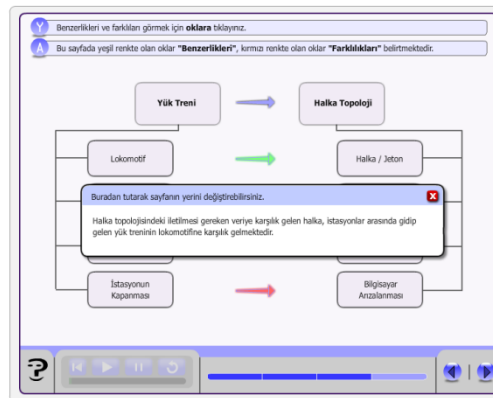 Y Benzerlikleri ve farklıları görmek için oklara tıklayınız.
A Bu sayfada yeşil renkte olan oklar "Benzerlikleri", kırmızı renkte olan oklar "Farklılıkları" belirtmektedir.
Yük Treni
Halka Topoloji
Lokomotif
Halka / Jeton
Buradan tutarak sayfanın yerini değiştirebilirsiniz.
Halka topolojisindeki iletilmesi gereken veriye karşılık gelen halka, istasyonlar arasında gidip
gelen yük treninin lokomotifine karşılık gelmektedir.
İstasyonun
Kapanması
Bilgisayar
Arızalanması